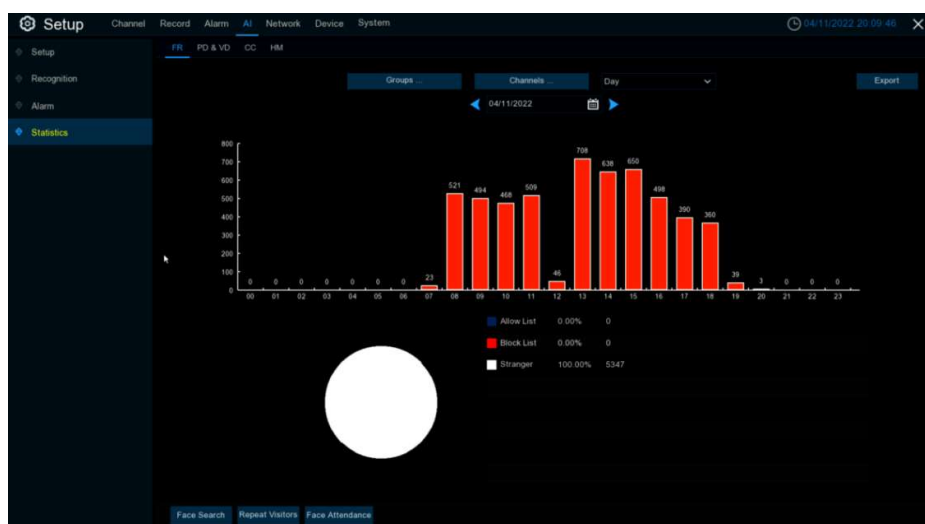 Setup Channel Record Alarm AI Network Device System 04/11/2022 20:09:46
Setup
Recognition
Alarm
Statistics
FR PD & VD CC HM
Groups ... Channels ... Day Export
04/11/2022
800
700
600
500
400
300
200
100
0
0 0 0 0 0 0 0 23 521 494 468 509 46 708 638 650 498 390 360 39 3 0 0 0
00 01 02 03 04 05 06 07 08 09 10 11 12 13 14 15 16 17 18 19 20 21 22 23
Allow List 0.00% 0
Block List 0.00% 0
Stranger 100.00% 5347
Face Search Repeat Visitors Face Attendance